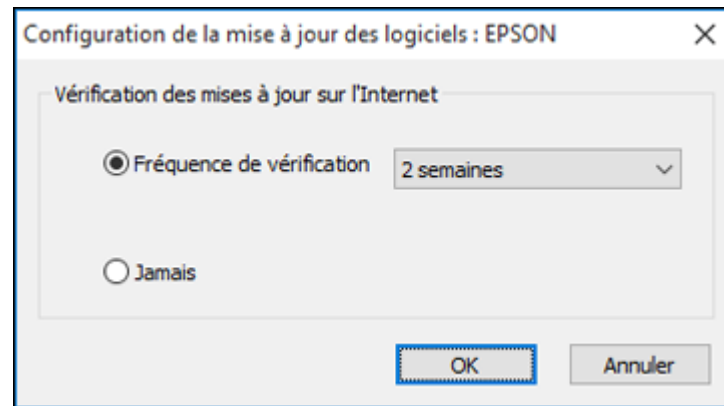 Configuration de la mise à jour des logiciels : EPSON
Vérification des mises à jour sur l'Internet
Fréquence de vérification 2 semaines
Jamais
OK Annuler